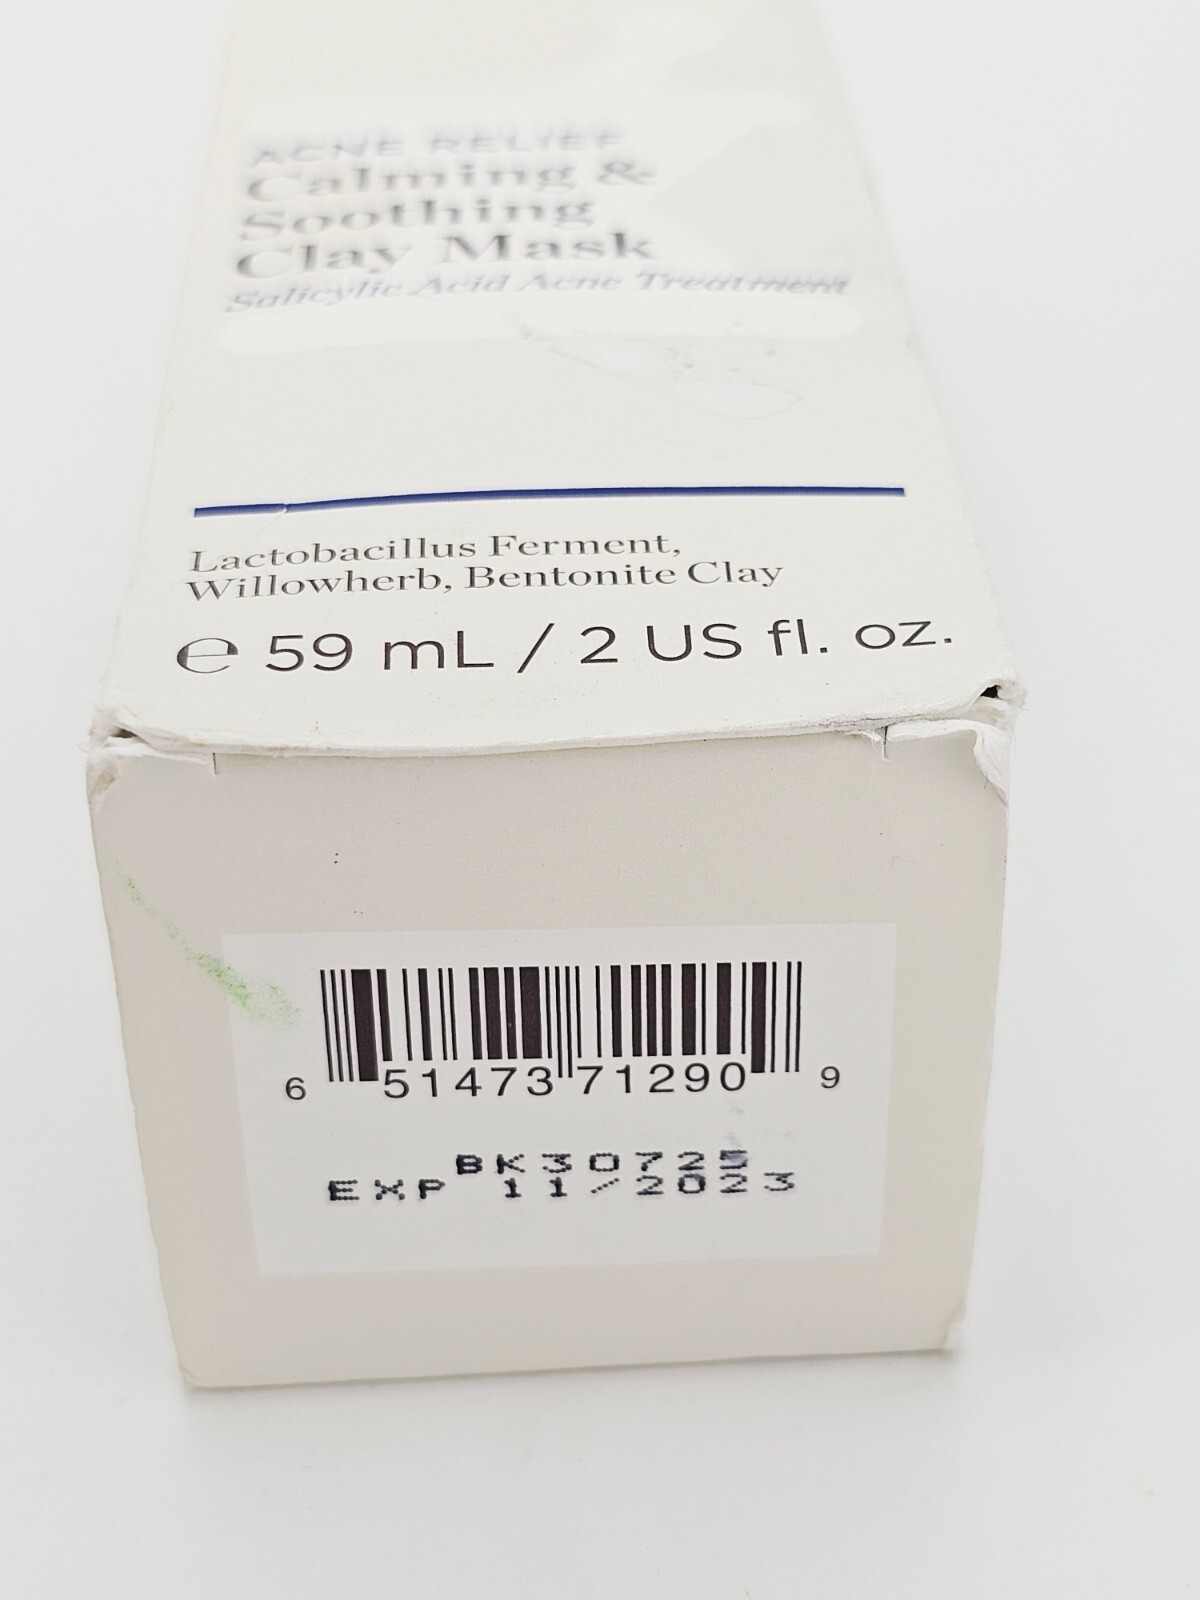 ACNE RELIEF
Calming &
Soothing
Clay Mask
Salicylic Acid Acne Treatment
Lactobacillus Ferment,
Willowherb, Bentonite Clay
℮ 59 mL / 2 US fl. oz.
6 51473 71290 9
BK30725
EXP 11/2023